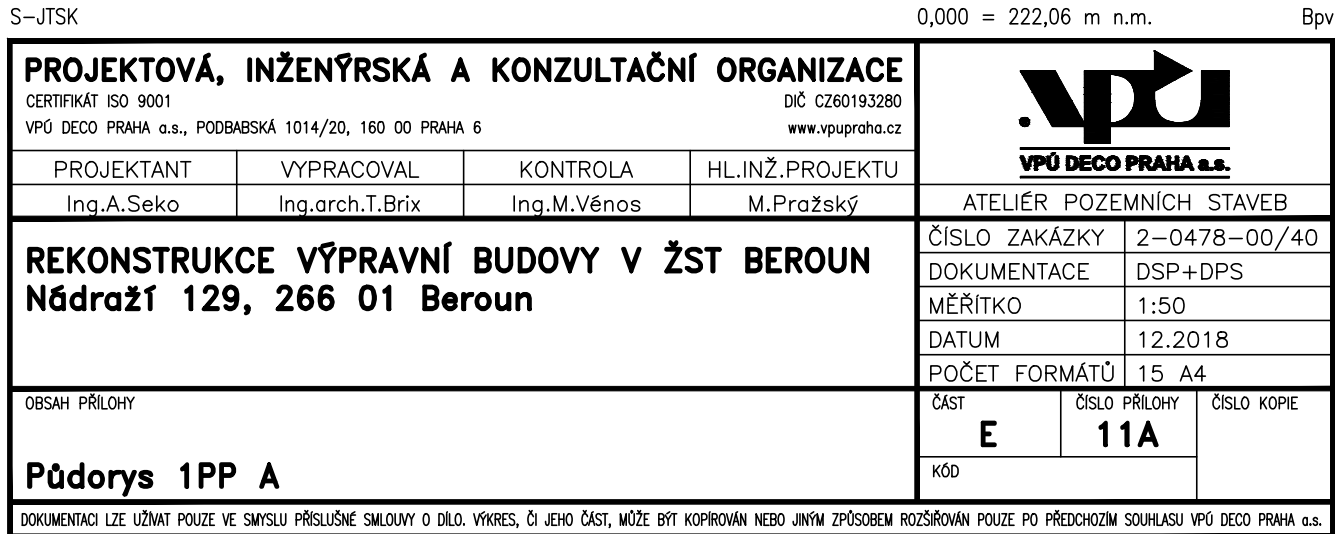 S-JTSK 0,000 = 222,06 m n.m. Bpv
PROJEKTOVÁ, INŽENÝRSKÁ A KONZULTAČNÍ ORGANIZACE
CERTIFIKÁT ISO 9001 DIČ CZ60193280
VPÚ DECO PRAHA a.s., PODBABSKÁ 1014/20, 160 00 PRAHA 6 www.vpupraha.cz
.VPÚ
VPÚ DECO PRAHA a.s.
PROJEKTANT VYPRACOVAL KONTROLA HL.INŽ.PROJEKTU
Ing.A.Seko Ing.arch.T.Brix Ing.M.Vénos M.Pražský
ATELIÉR POZEMNÍCH STAVEB
REKONSTRUKCE VÝPRAVNÍ BUDOVY V ŽST BEROUN
Nádraží 129, 266 01 Beroun
ČÍSLO ZAKÁZKY 2-0478-00/40
DOKUMENTACE DSP+DPS
MĚŘÍTKO 1:50
DATUM 12.2018
POČET FORMÁTŮ 15 A4
OBSAH PŘÍLOHY
Půdorys 1PP A
ČÁST ČÍSLO PŘÍLOHY ČÍSLO KOPIE
E 11A
KÓD
DOKUMENTACI LZE UŽÍVAT POUZE VE SMYSLU PŘÍSLUŠNÉ SMLOUVY O DÍLO. VÝKRES, ČI JEHO ČÁST, MŮŽE BÝT KOPÍROVÁN NEBO JINÝM ZPŮSOBEM ROZŠIŘOVÁN POUZE PO PŘEDCHOZÍM SOUHLASU VPÚ DECO PRAHA a.s.